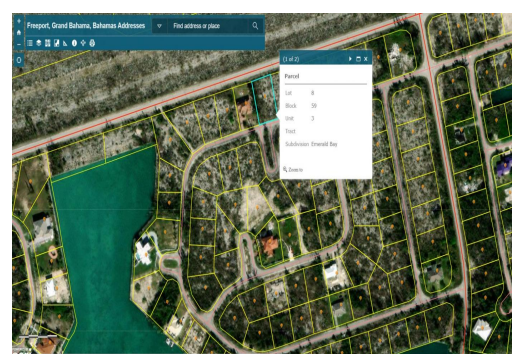 Freeport, Grand Bahama, Bahamas Addresses
Find address or place
(1 of 2)
Parcel
Lot 6
Block 59
Unit 3
Tract
Subdivision Emerald Bay
Zoom to